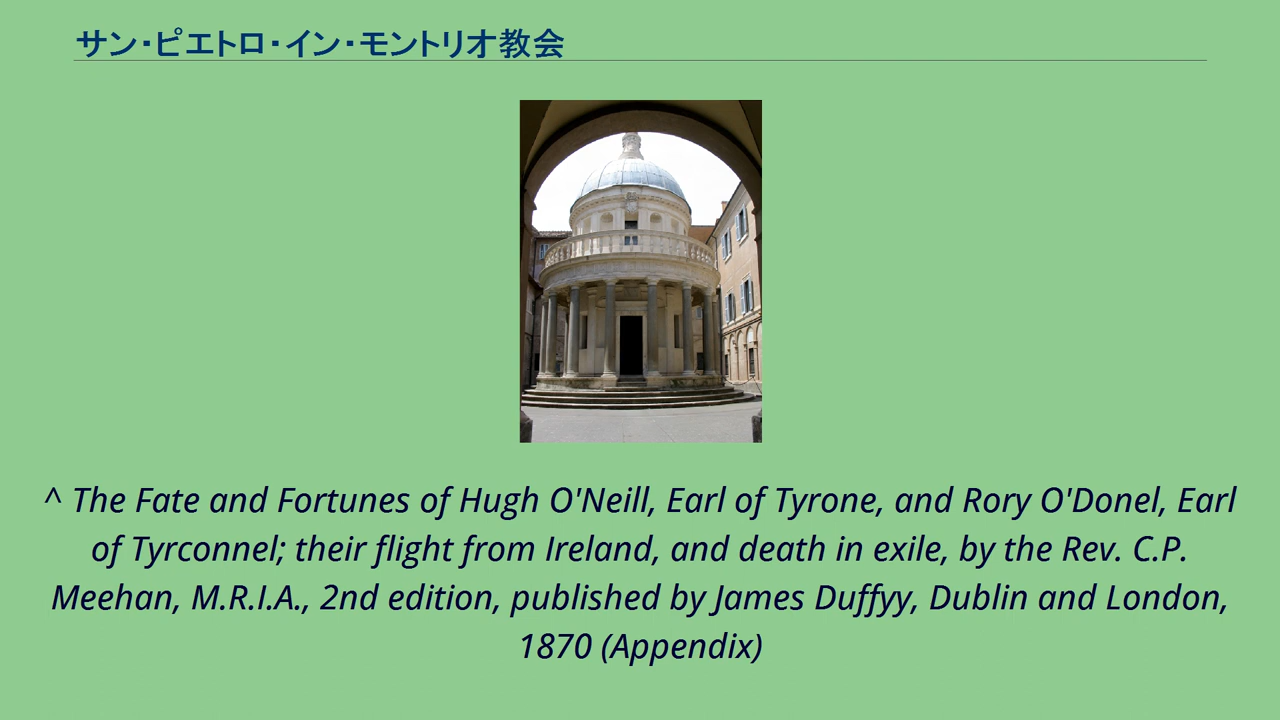 サン・ピエトロ・イン・モントリオ教会
^ The Fate and Fortunes of Hugh O'Neill, Earl of Tyrone, and Rory O'Donel, Earl
of Tyrconnel; their flight from Ireland, and death in exile, by the Rev. C.P.
Meehan, M.R.I.A., 2nd edition, published by James Duffyy, Dublin and London,
1870 (Appendix)